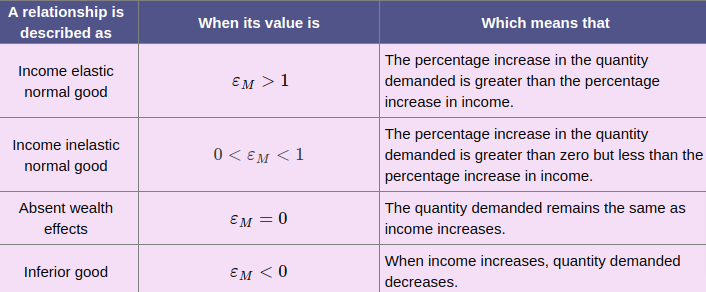 A relationship is
described as
When its value is
Which means that
Income elastic
normal good
εM > 1
The percentage increase in the quantity
demanded is greater than the percentage
increase in income.
Income inelastic
normal good
0 < εM < 1
The percentage increase in the quantity
demanded is greater than zero but less than the
percentage increase in income.
Absent wealth
effects
εM = 0
The quantity demanded remains the same as
income increases.
Inferior good
εM < 0
When income increases, quantity demanded
decreases.